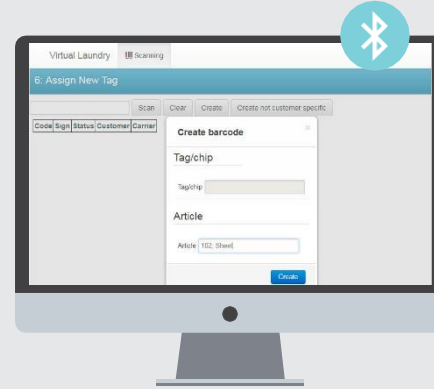 Virtual Laundry Scanning
6: Assign New Tag
Scan Clear Create Create not customer specific
Code Sign Status Customer Carrier
Create barcode ×
Tag/chip
Tag/chip
Article
Article 102, Sheet
Create